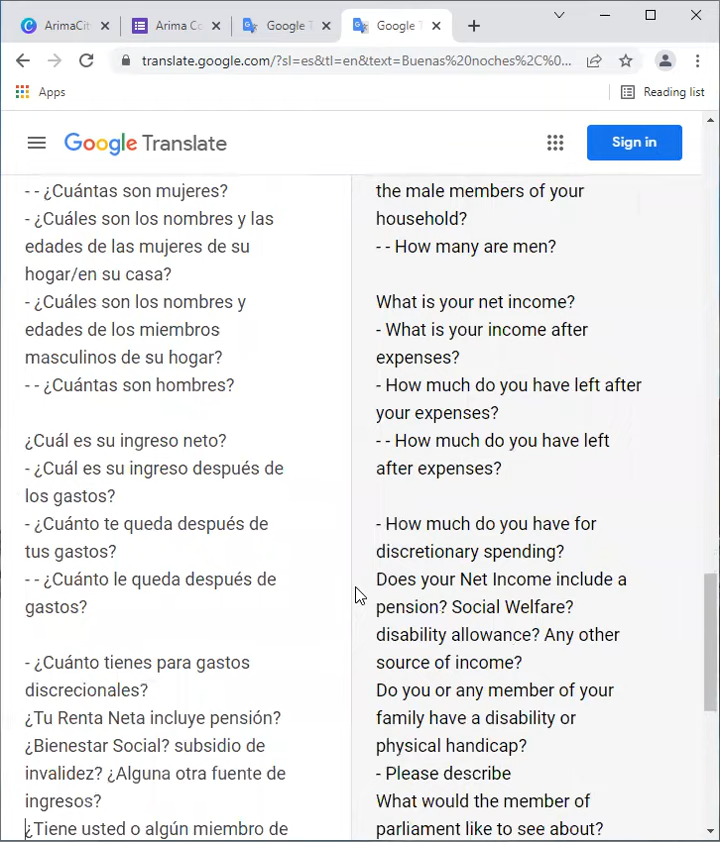 ArimaCit
Arima Co
Google T
Google T
translate.google.com/?sl=es&tl=en&text=Buenas%20noches%2C%0...
Apps
Reading list
Google Translate
Sign in
- - ¿Cuántas son mujeres?
- ¿Cuáles son los nombres y las
edades de las mujeres de su
hogar/en su casa?
- ¿Cuáles son los nombres y
edades de los miembros
masculinos de su hogar?
- - ¿Cuántas son hombres?
¿Cuál es su ingreso neto?
- ¿Cuál es su ingreso después de
los gastos?
- ¿Cuánto te queda después de
tus gastos?
- - ¿Cuánto le queda después de
gastos?
- ¿Cuánto tienes para gastos
discrecionales?
¿Tu Renta Neta incluye pensión?
¿Bienestar Social? subsidio de
invalidez? ¿Alguna otra fuente de
ingresos?
¿Tiene usted o algún miembro de
the male members of your
household?
- - How many are men?
What is your net income?
- What is your income after
expenses?
- How much do you have left after
your expenses?
- - How much do you have left
after expenses?
- How much do you have for
discretionary spending?
Does your Net Income include a
pension? Social Welfare?
disability allowance? Any other
source of income?
Do you or any member of your
family have a disability or
physical handicap?
- Please describe
What would the member of
parliament like to see about?